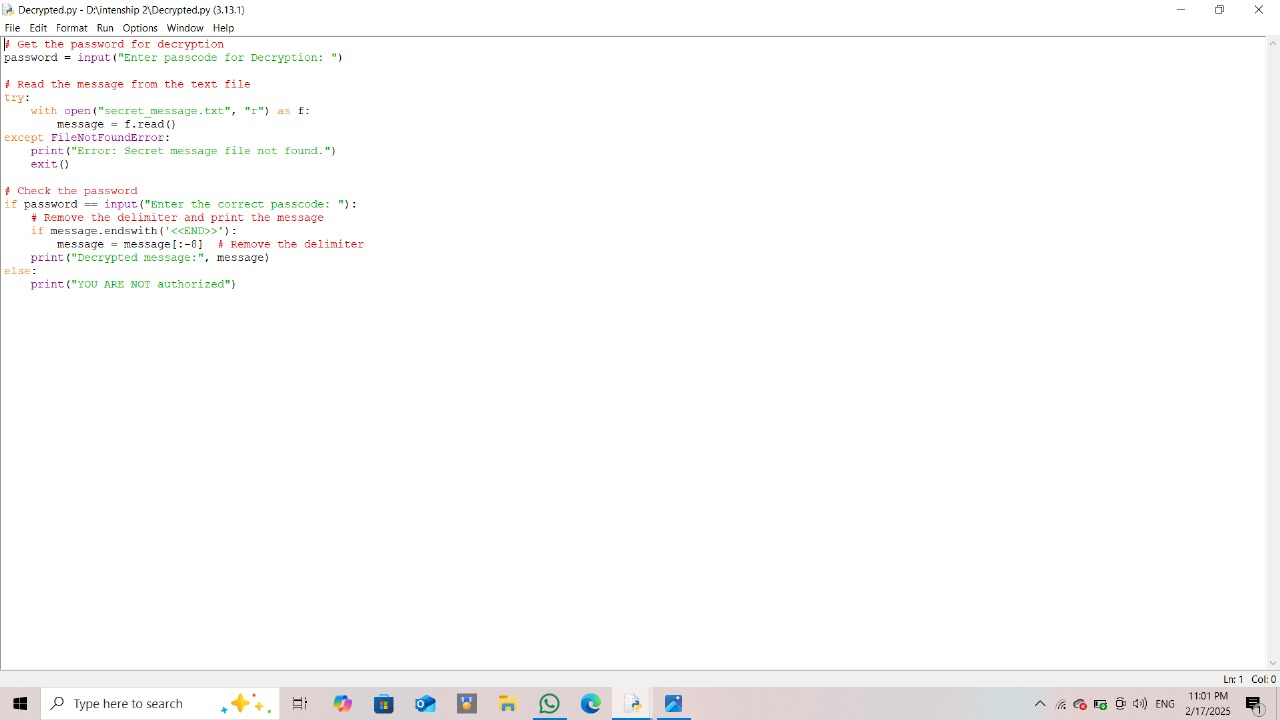 Decrypted.py - D:\intenship 2\Decrypted.py (3.13.1)
File Edit Format Run Options Window Help
# Get the password for decryption
password = input("Enter passcode for Decryption: ")
# Read the message from the text file
try:
    with open("secret_message.txt", "r") as f:
        message = f.read()
except FileNotFoundError:
    print("Error: Secret message file not found.")
    exit()
# Check the password
if password == input("Enter the correct passcode: "):
    # Remove the delimiter and print the message
    if message.endswith('<<END>>'):
        message = message[:-8]  # Remove the delimiter
    print("Decrypted message:", message)
else:
    print("YOU ARE NOT authorized")
Ln: 1 Col: 0
Type here to search
ENG
11:01 PM
2/17/2025
1